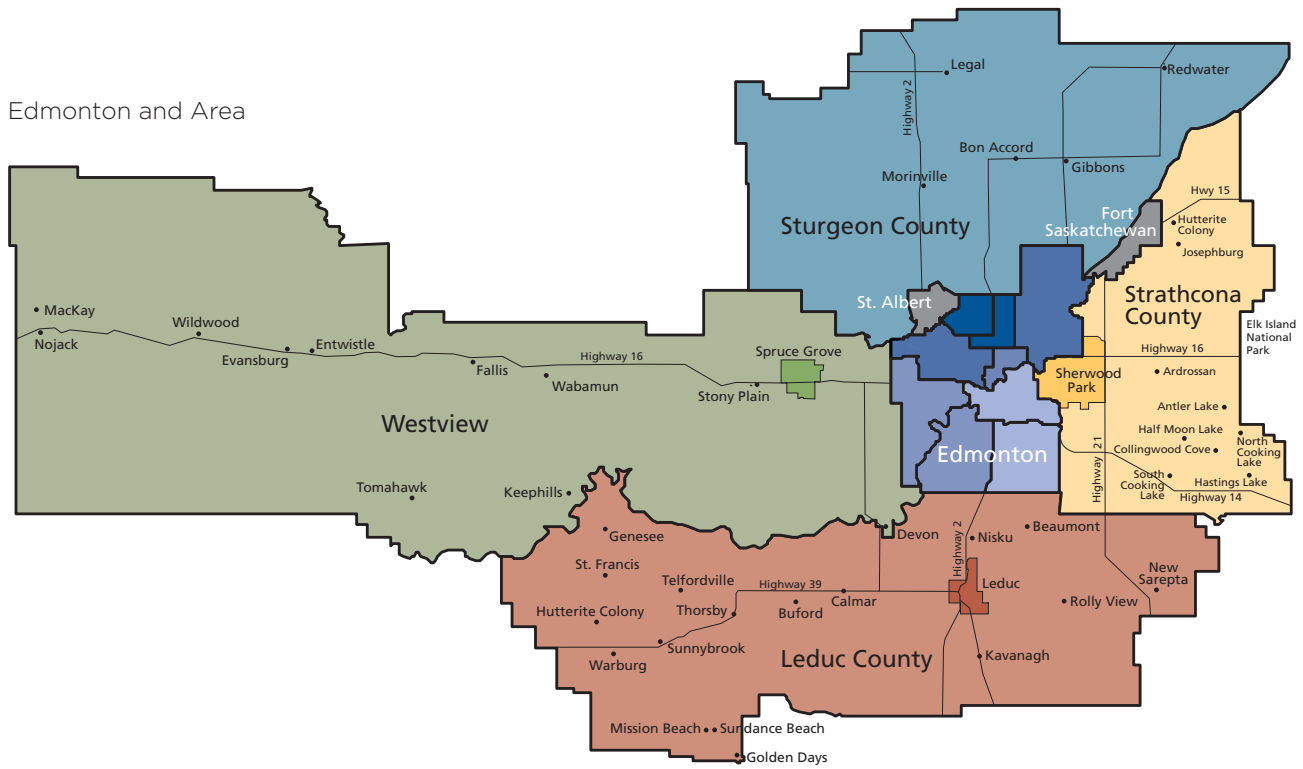 Edmonton and Area
Legal
Redwater
Highway 2
Bon Accord
Gibbons
Morinville
Sturgeon County
Hwy 15
Fort
Saskatchewan
Hutterite
Colony
Josephburg
St. Albert
Strathcona
County
Elk Island
National
Park
MacKay
Nojack
Wildwood
Evansburg
Entwistle
Highway 16
Fallis
Wabamun
Spruce Grove
Stony Plain
Highway 16
Sherwood
Park
Ardrossan
Antler Lake
Westview
Half Moon Lake
Collingwood Cove
North
Cooking
Lake
Edmonton
Highway 21
South
Cooking
Lake
Hastings Lake
Highway 14
Tomahawk
Keephills
Genesee
Devon
Highway 2
Nisku
Beaumont
St. Francis
Telfordville
Highway 39
Leduc
New
Sarepta
Hutterite Colony
Thorsby
Buford
Calmar
Rolly View
Sunnybrook
Warburg
Leduc County
Kavanagh
Mission Beach
Sundance Beach
Golden Days